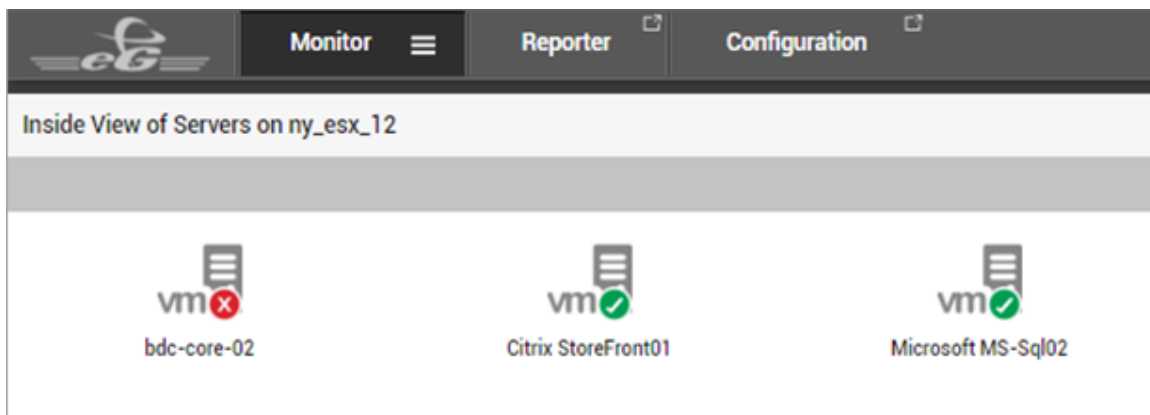 eG
Monitor
Reporter
Configuration
Inside View of Servers on ny_esx_12
vm
vm
vm
bdc-core-02
Citrix StoreFront01
Microsoft MS-Sql02